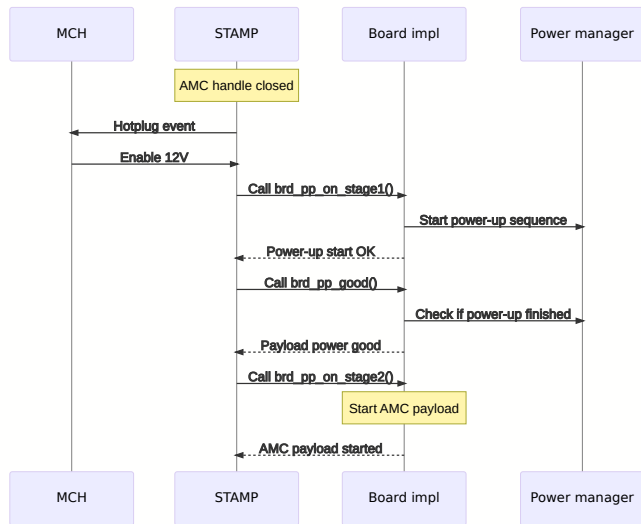 MCH
STAMP
Board impl
Power manager
AMC handle closed
Hotplug event
Enable 12V
Call brd_pp_on_stage1()
Start power-up sequence
Power-up start OK
Call brd_pp_good()
Check if power-up finished
Payload power good
Call brd_pp_on_stage2()
Start AMC payload
AMC payload started
MCH
STAMP
Board impl
Power manager